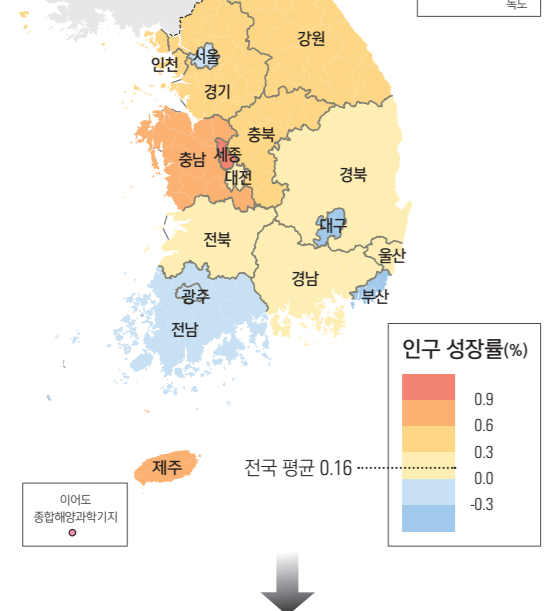 독도
강원
서울
인천
경기
충북
충남
세종
대전
경북
대구
전북
울산
경남
광주
부산
전남
인구 성장률(%)
0.9
0.6
0.3
0.0
-0.3
전국 평균 0.16
제주
이어도
종합해양과학기지